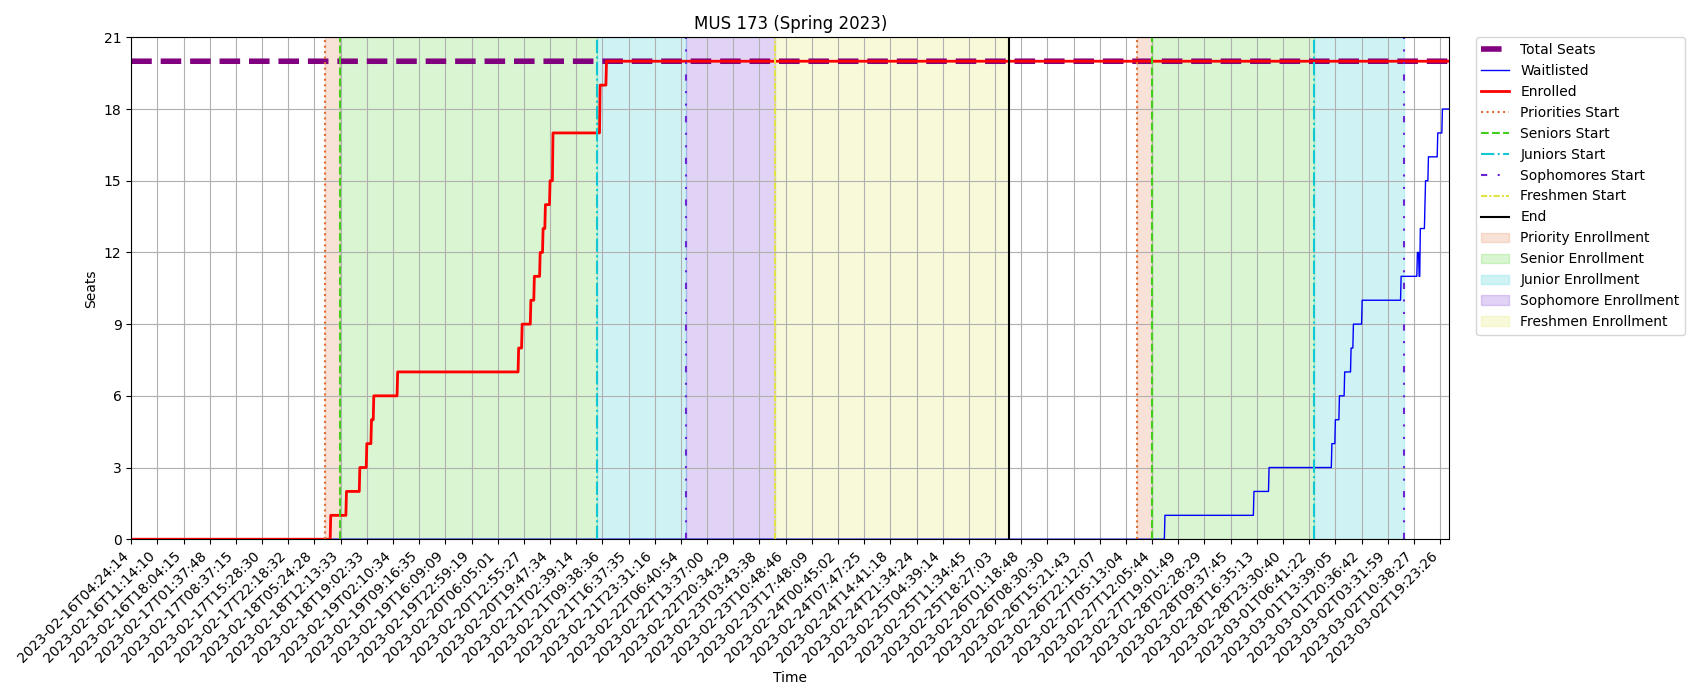 MUS 173 (Spring 2023)
21
18
15
12
9
6
3
0
Seats
2023-02-16T04:24:14
2023-02-16T11:14:10
2023-02-16T18:04:15
2023-02-17T01:37:48
2023-02-17T08:37:15
2023-02-17T15:28:30
2023-02-17T22:18:32
2023-02-18T05:24:28
2023-02-18T12:13:33
2023-02-18T19:02:33
2023-02-19T02:10:34
2023-02-19T09:16:35
2023-02-19T16:09:09
2023-02-19T22:59:19
2023-02-20T06:05:01
2023-02-20T12:55:27
2023-02-20T19:47:34
2023-02-21T02:39:14
2023-02-21T09:38:36
2023-02-21T16:37:35
2023-02-21T23:31:16
2023-02-22T06:40:54
2023-02-22T13:37:00
2023-02-22T20:34:29
2023-02-23T03:43:38
2023-02-23T10:48:46
2023-02-23T17:48:09
2023-02-24T00:45:02
2023-02-24T07:47:25
2023-02-24T14:41:18
2023-02-24T21:34:24
2023-02-25T04:39:14
2023-02-25T11:34:45
2023-02-25T18:27:03
2023-02-26T01:18:48
2023-02-26T08:30:30
2023-02-26T15:21:43
2023-02-26T22:12:07
2023-02-27T05:13:04
2023-02-27T12:05:44
2023-02-27T19:01:49
2023-02-28T02:28:29
2023-02-28T09:37:45
2023-02-28T16:35:13
2023-02-28T23:30:40
2023-03-01T06:41:22
2023-03-01T13:39:05
2023-03-01T20:36:42
2023-03-02T03:31:59
2023-03-02T10:38:27
2023-03-02T19:23:26
Time
Total Seats
Waitlisted
Enrolled
Priorities Start
Seniors Start
Juniors Start
Sophomores Start
Freshmen Start
End
Priority Enrollment
Senior Enrollment
Junior Enrollment
Sophomore Enrollment
Freshmen Enrollment